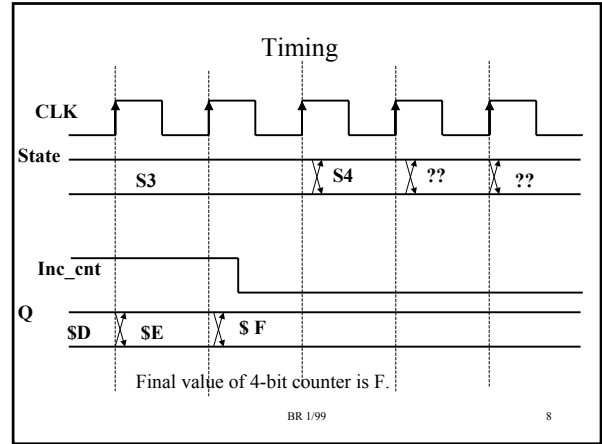 Timing
CLK
State
S3 S4 ?? ??
Inc_cnt
Q
$D $E $ F
Final value of 4-bit counter is F.
BR 1/99 8